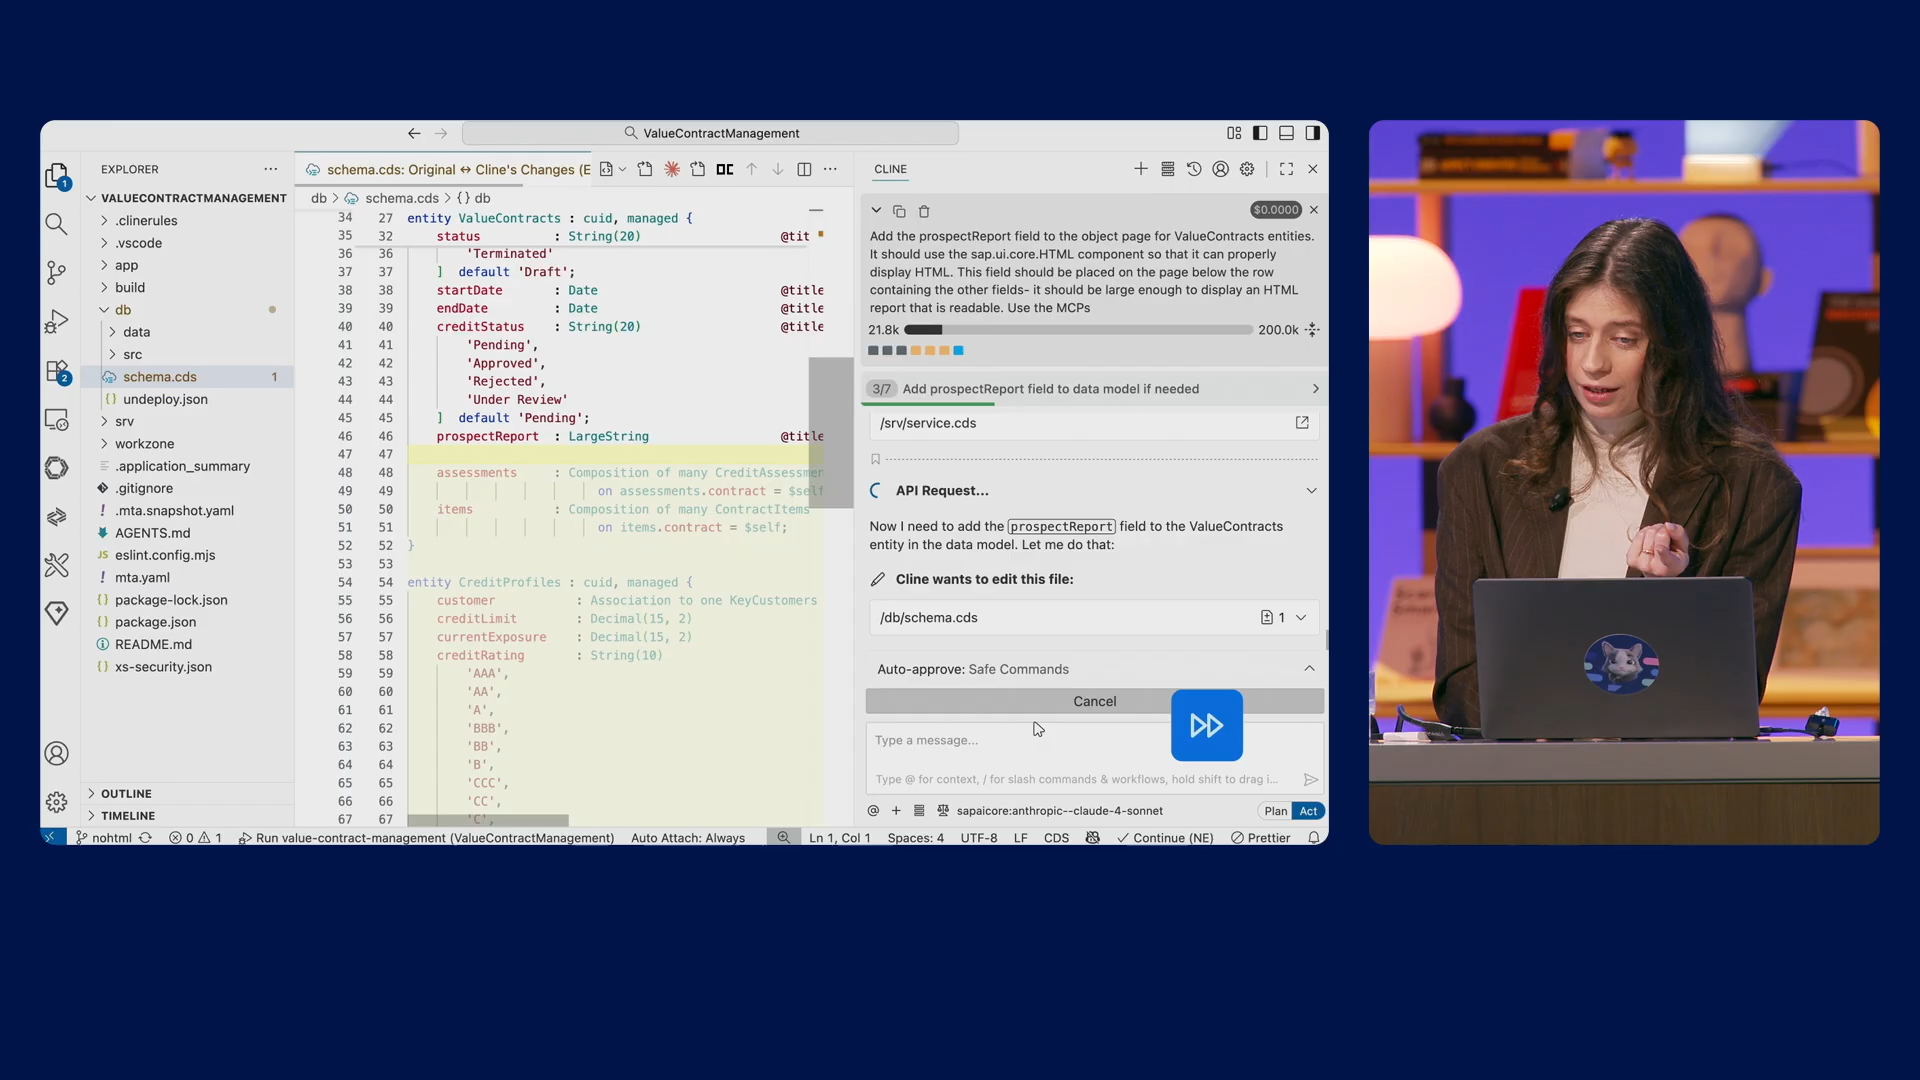 ValueContractManagement
EXPLORER
VALUECONTRACTMANAGEMENT
.clinerules
.vscode
app
build
db
data
src
schema.cds 1
undeploy.json
srv
workzone
.application_summary
.gitignore
.mta.snapshot.yaml
AGENTS.md
eslint.config.mjs
mta.yaml
package-lock.json
package.json
README.md
xs-security.json
OUTLINE
TIMELINE
schema.cds: Original ↔ Cline's Changes (E
db > schema.cds > {} db
34 27 entity ValueContracts : cuid, managed {
35 32 status : String(20) @tit
36 36 'Terminated'
37 37 ] default 'Draft';
38 38 startDate : Date @title
39 39 endDate : Date @title
40 40 creditStatus : String(20) @title
41 41 'Pending',
42 42 'Approved',
43 43 'Rejected',
44 44 'Under Review'
45 45 ] default 'Pending';
46 46 prospectReport : LargeString @title
47 47
48 48 assessments : Composition of many CreditAssessmen
49 49 on assessments.contract = $self
50 50 items : Composition of many ContractItems
51 51 on items.contract = $self;
52 52 }
53 53
54 54 entity CreditProfiles : cuid, managed {
55 55 customer : Association to one KeyCustomers
56 56 creditLimit : Decimal(15, 2)
57 57 currentExposure : Decimal(15, 2)
58 58 creditRating : String(10)
59 59 'AAA',
60 60 'AA',
61 61 'A',
62 62 'BBB',
63 63 'BB',
64 64 'B',
65 65 'CCC',
66 66 'CC',
67 67 'C',
CLINE
$0.0000
Add the prospectReport field to the object page for ValueContracts entities.
It should use the sap.ui.core.HTML component so that it can properly
display HTML. This field should be placed on the page below the row
containing the other fields- it should be large enough to display an HTML
report that is readable. Use the MCPs
21.8k 200.0k
3/7 Add prospectReport field to data model if needed
/srv/service.cds
API Request...
Now I need to add the prospectReport field to the ValueContracts
entity in the data model. Let me do that:
Cline wants to edit this file:
/db/schema.cds 1
Auto-approve: Safe Commands
Cancel
Type a message...
Type @ for context, / for slash commands & workflows, hold shift to drag i...
@ + sapaicore:anthropic--claude-4-sonnet Plan Act
nohtml 0 1 Run value-contract-management (ValueContractManagement) Auto Attach: Always Ln 1, Col 1 Spaces: 4 UTF-8 LF CDS Continue (NE) Prettier